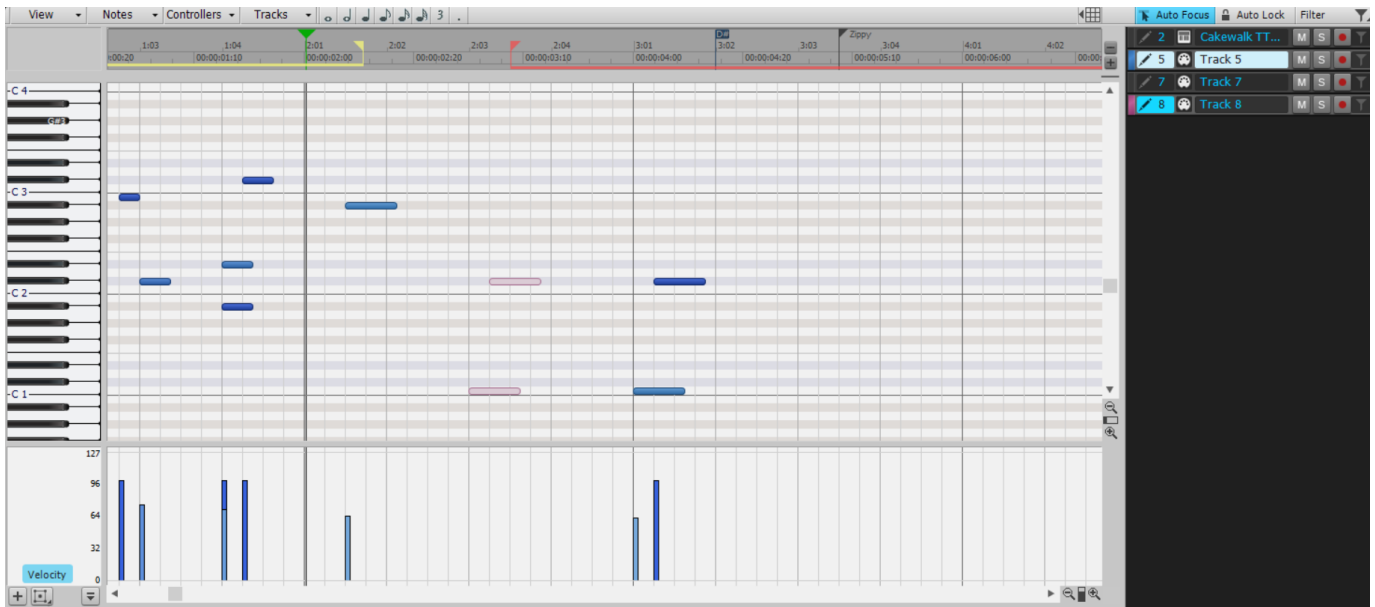 View Notes Controllers Tracks 3 . Auto Focus Auto Lock Filter
D# Zippy
1:03 1:04 2:01 2:02 2:03 2:04 3:01 3:02 3:03 3:04 4:01 4:02
:00:20 00:00:01:10 00:00:02:00 00:00:02:20 00:00:03:10 00:00:04:00 00:00:04:20 00:00:05:10 00:00:06:00 00:00
2 Cakewalk TT... M S
5 Track 5 M S
7 Track 7 M S
8 Track 8 M S
C 4
G#3
C 3
C 2
C 1
127
96
64
32
Velocity 0